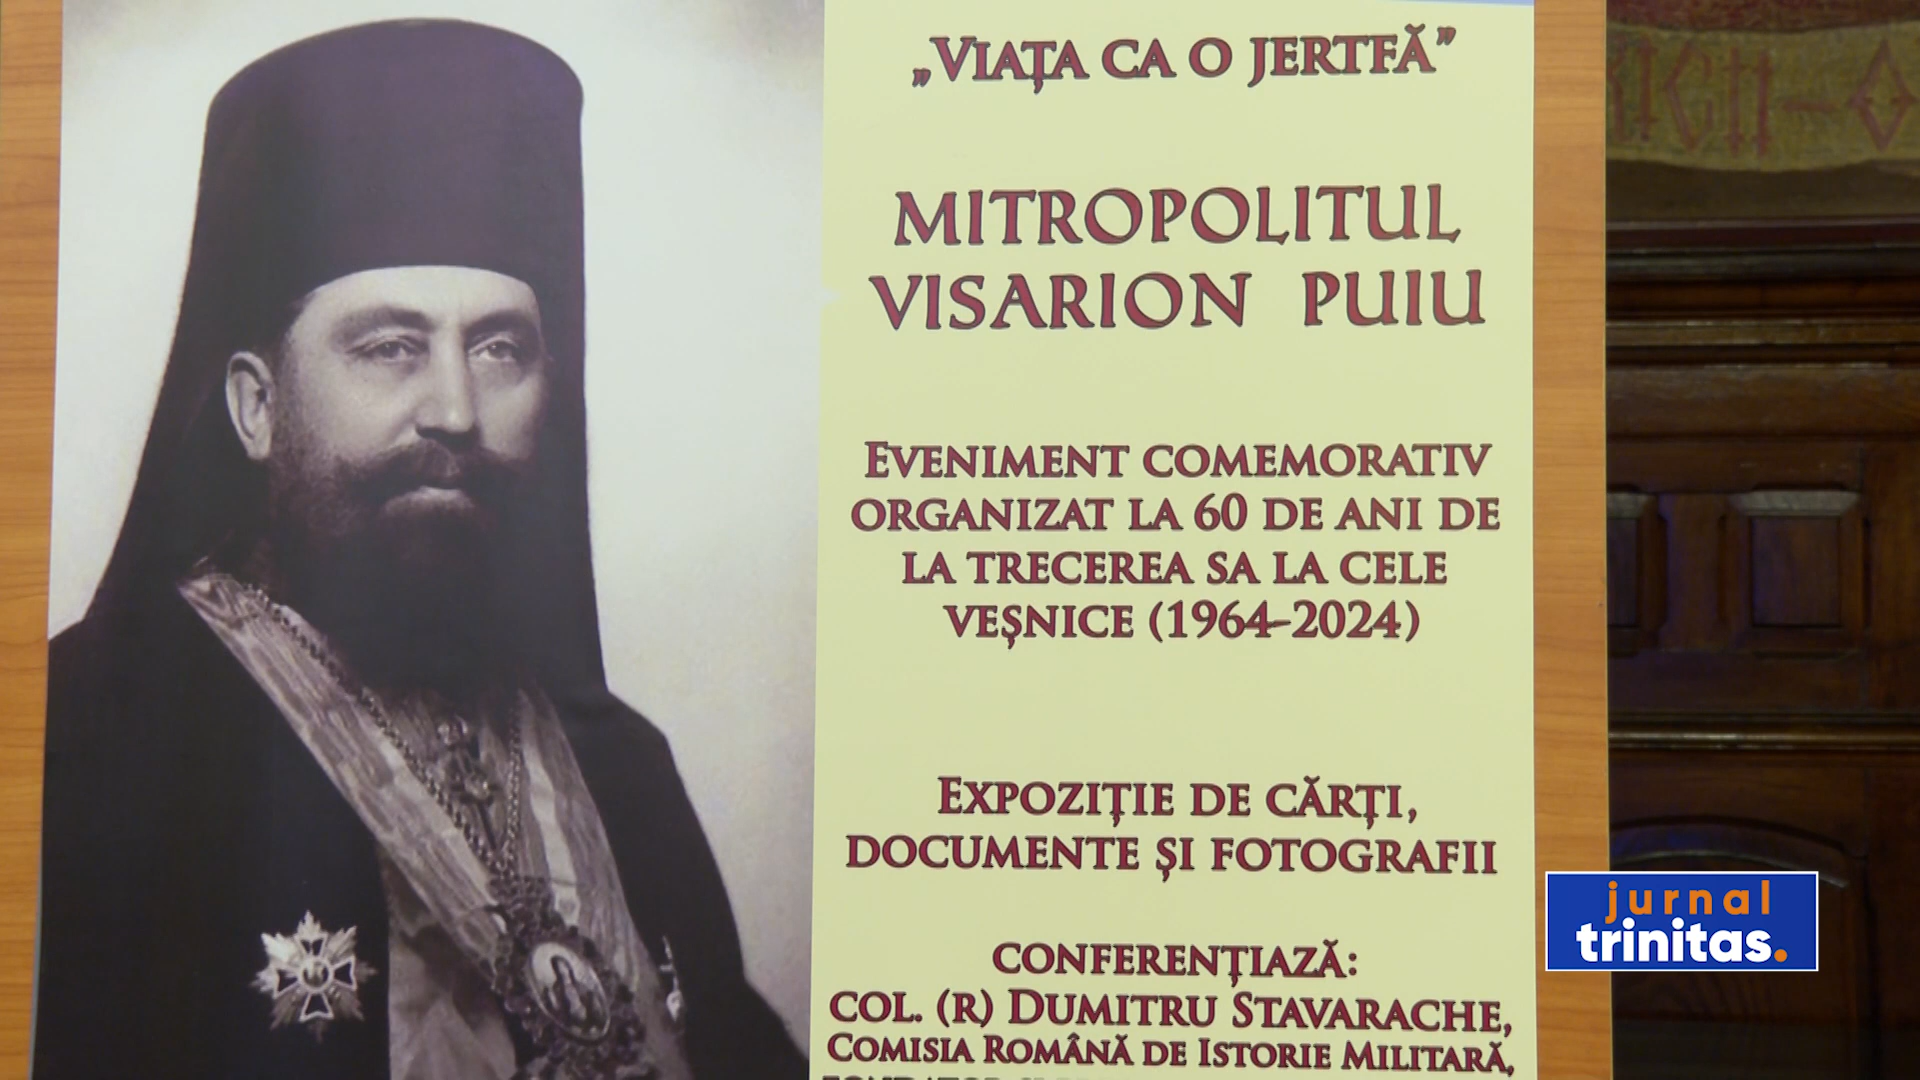 „Viața ca o jertfă”
Mitropolitul
Visarion Puiu
Eveniment comemorativ
organizat la 60 de ani de
la trecerea sa la cele
veșnice (1964-2024)
Expoziție de cărți,
documente și fotografii
conferențiază:
col. (r) Dumitru Stavarache,
Comisia Română de Istorie Militară,
jurnal
trinitas.